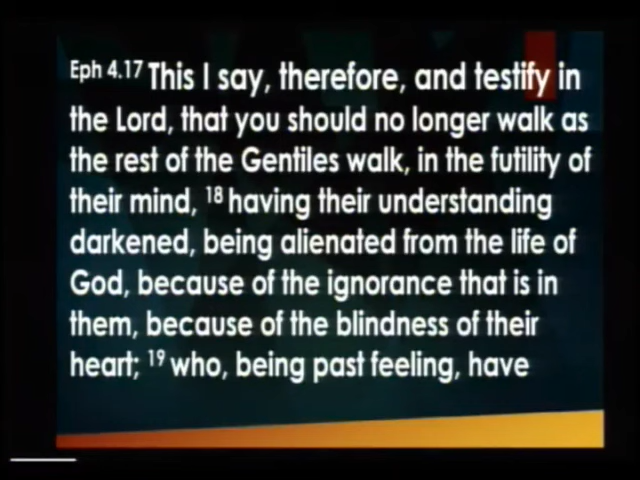 Eph 4.17 This I say, therefore, and testify in
the Lord, that you should no longer walk as
the rest of the Gentiles walk, in the futility of
their mind, 18 having their understanding
darkened, being alienated from the life of
God, because of the ignorance that is in
them, because of the blindness of their
heart; 19 who, being past feeling, have